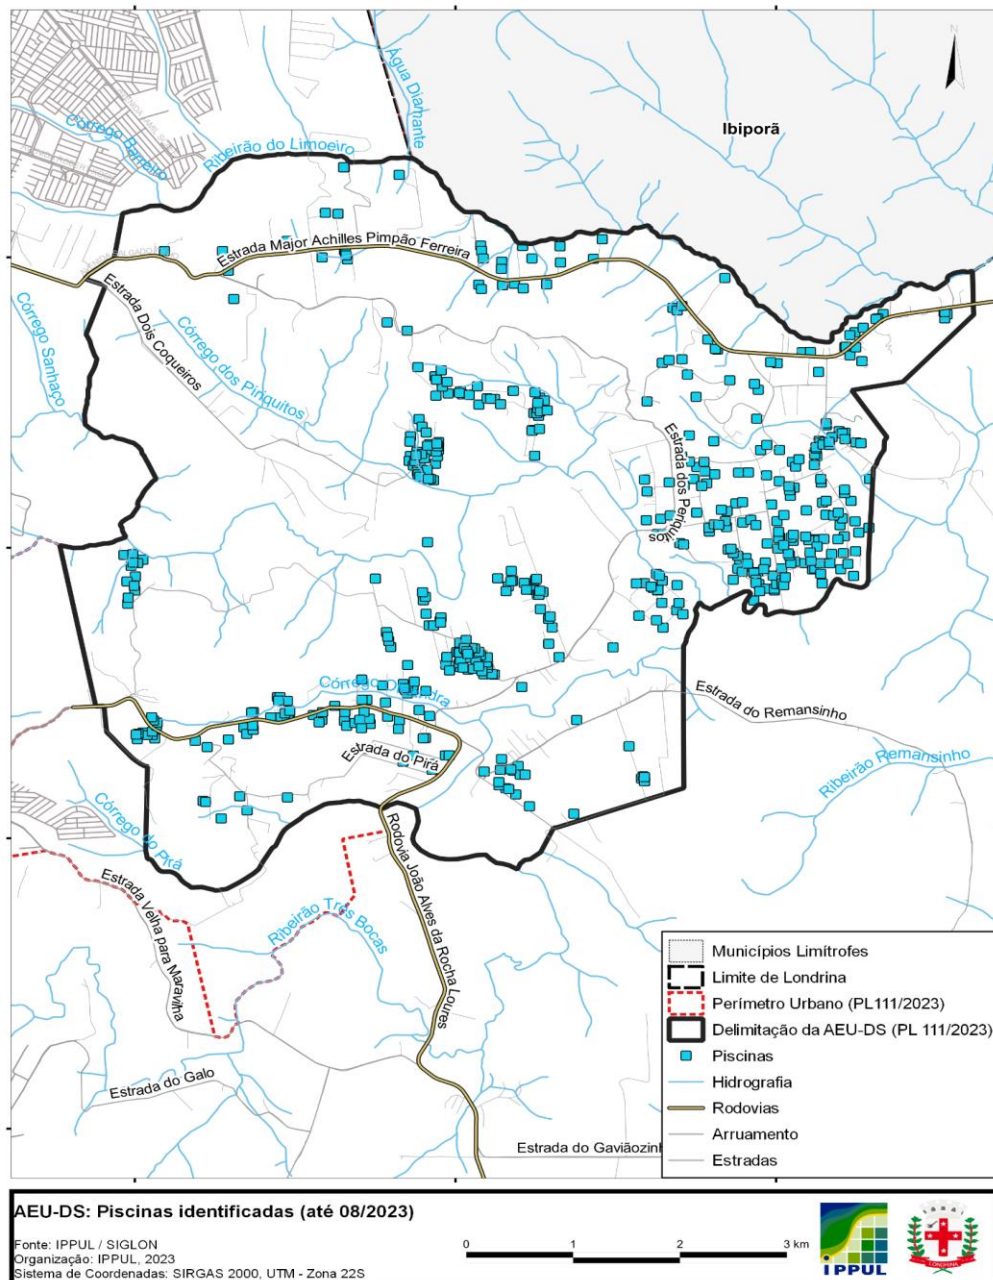 Água Diamante
Córrego Barreiro
Ribeirão do Limoeiro
Ibiporã
N
Estrada Major Achilles Pimpão Ferreira
Estrada Dois Coqueiros
Córrego dos Piriquitos
Córrego Sanhaço
Estrada dos Periquitos
Estrada do Remansinho
Ribeirão Remansinho
Estrada do Pirá
Córrego do Pirá
Rodovia João Alves da Rocha Loures
Estrada Velha para Maravilha
Ribeirão Três Bocas
Estrada do Galo
Estrada do Gaviãozinh
Municípios Limítrofes
Limite de Londrina
Perímetro Urbano (PL111/2023)
Delimitação da AEU-DS (PL 111/2023)
Piscinas
Hidrografia
Rodovias
Arruamento
Estradas
AEU-DS: Piscinas identificadas (até 08/2023)
Fonte: IPPUL / SIGLON
Organização: IPPUL, 2023
Sistema de Coordenadas: SIRGAS 2000, UTM - Zona 22S
0 1 2 3 km
IPPUL
LONDRINA